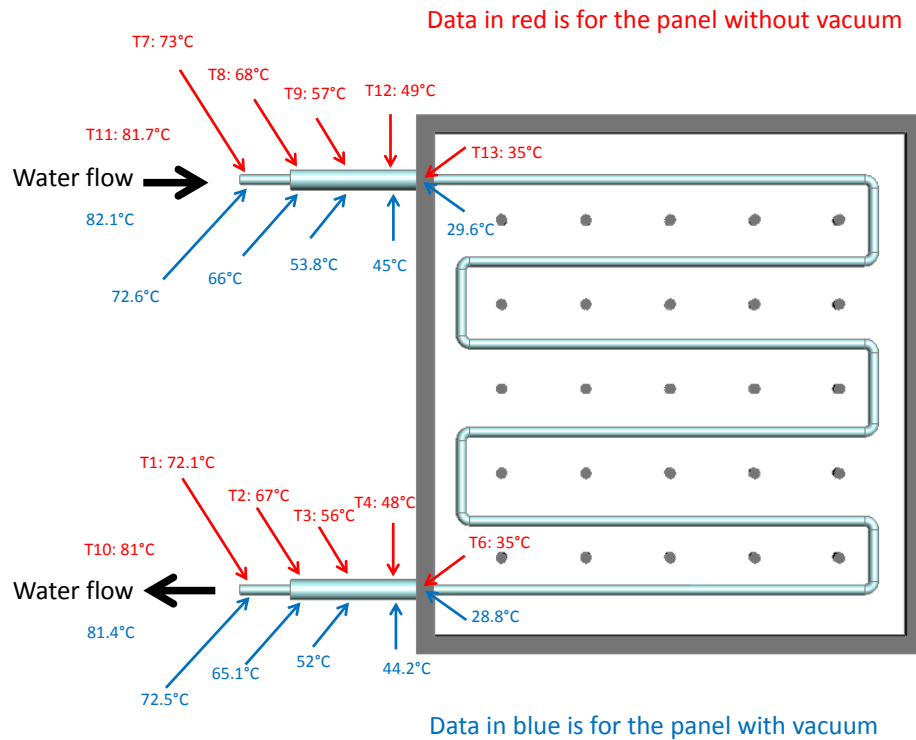 Data in red is for the panel without vacuum
T7: 73°C
T8: 68°C
T9: 57°C
T12: 49°C
T11: 81.7°C
T13: 35°C
Water flow
82.1°C
29.6°C
66°C
53.8°C
45°C
72.6°C
T1: 72.1°C
T2: 67°C
T3: 56°C
T4: 48°C
T10: 81°C
T6: 35°C
Water flow
81.4°C
28.8°C
65.1°C
52°C
44.2°C
72.5°C
Data in blue is for the panel with vacuum